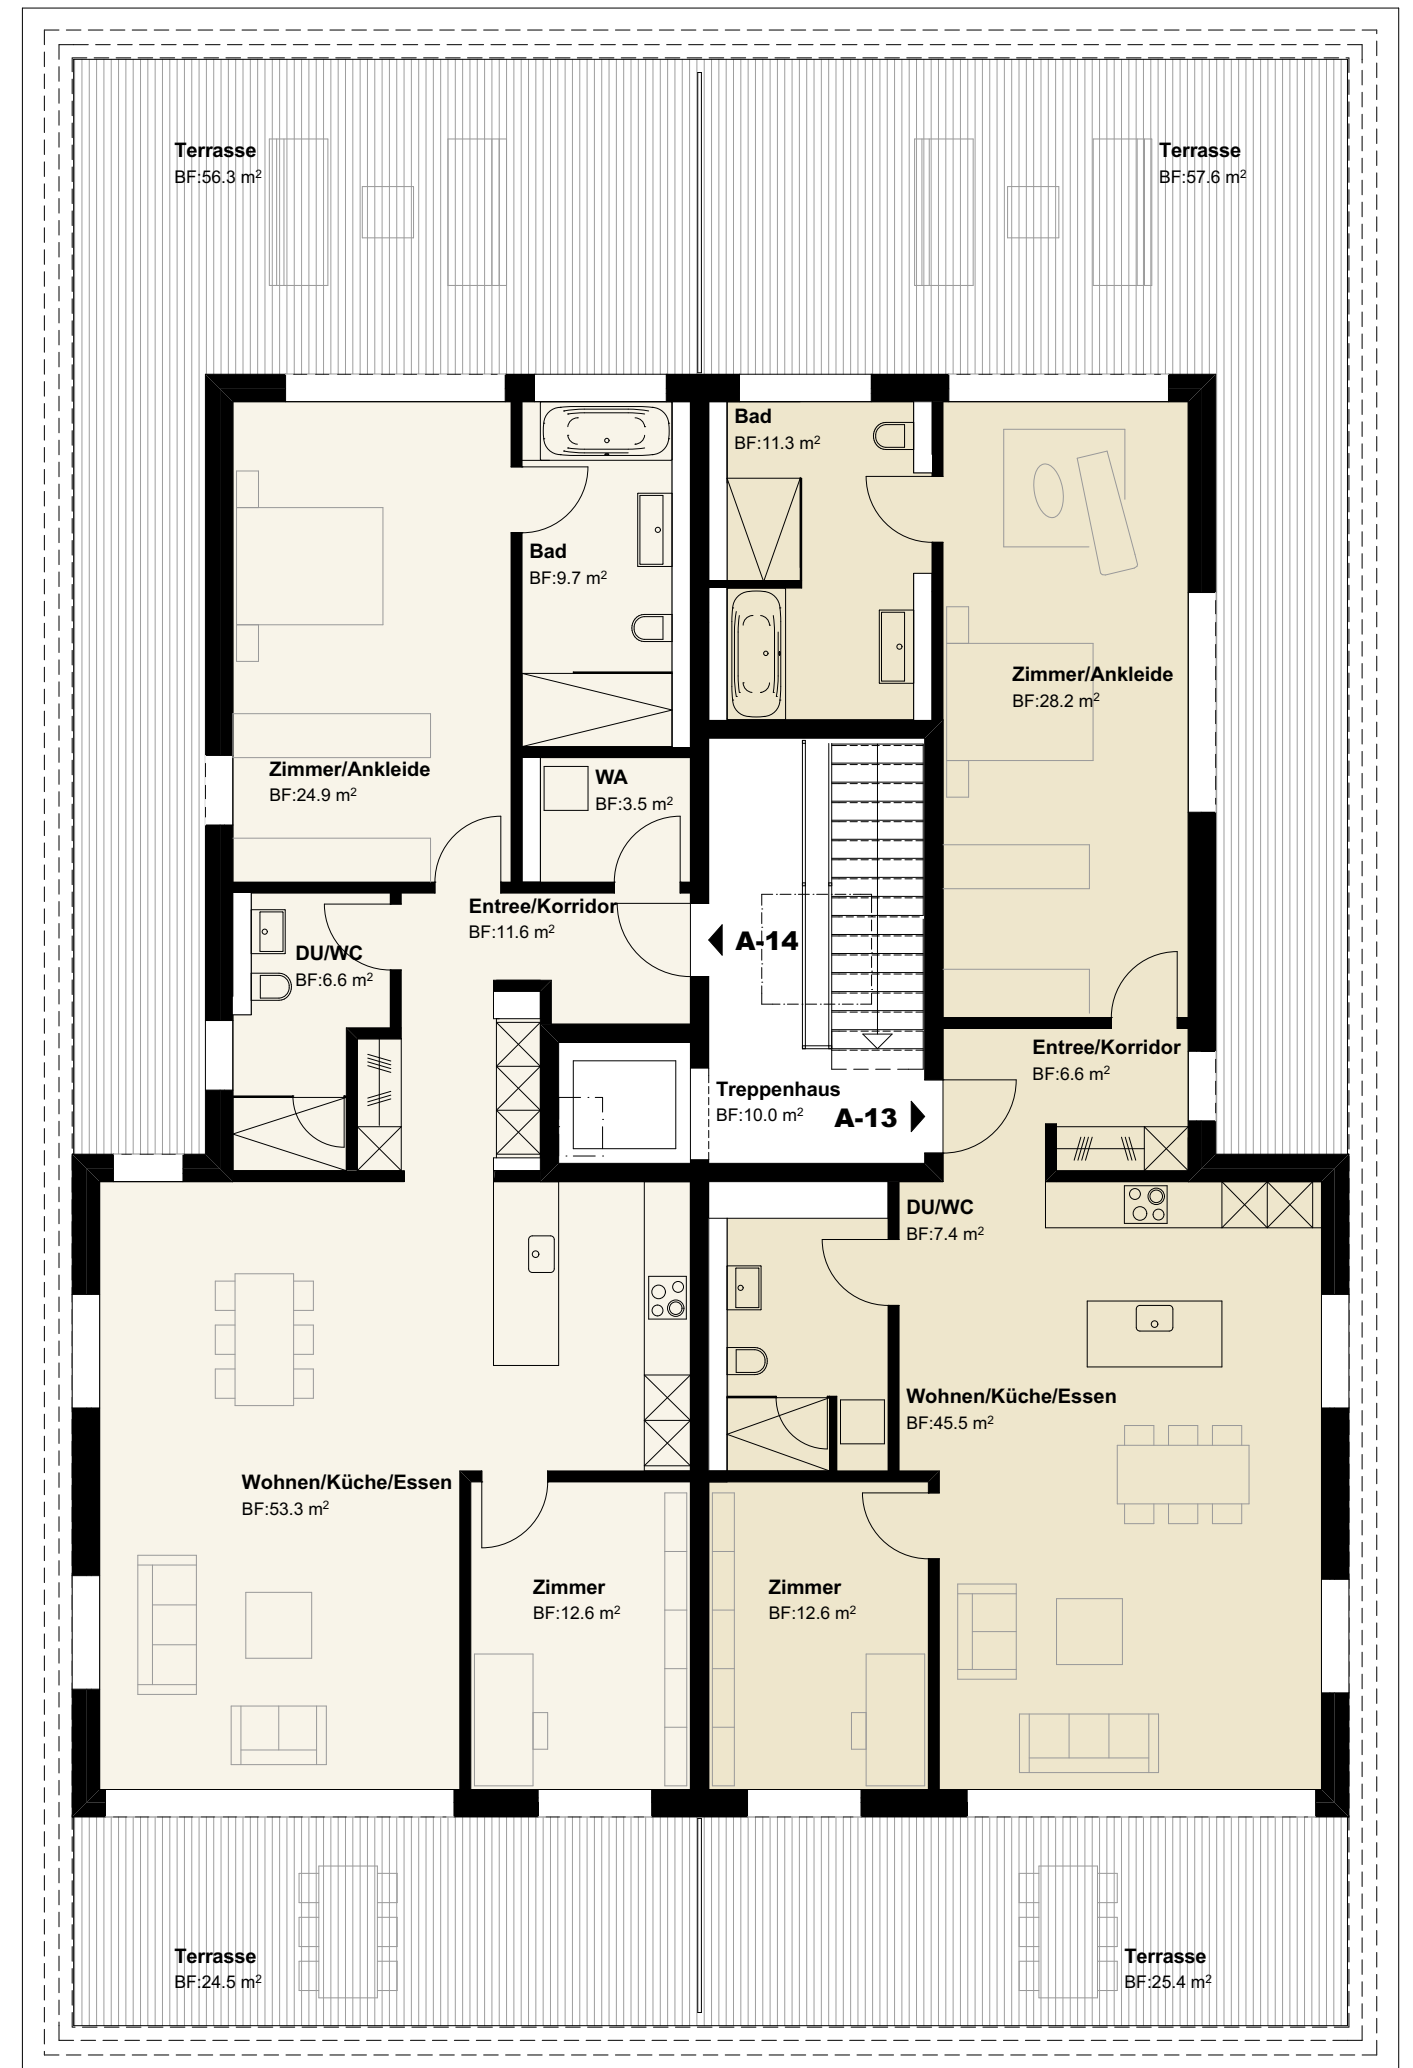 Terrasse
BF:56.3 m²
Terrasse
BF:57.6 m²
Bad
BF:11.3 m²
Bad
BF:9.7 m²
Zimmer/Ankleide
BF:28.2 m²
Zimmer/Ankleide
BF:24.9 m²
WA
BF:3.5 m²
Entree/Korridor
BF:11.6 m²
A-14
DU/WC
BF:6.6 m²
Entree/Korridor
BF:6.6 m²
Treppenhaus
BF:10.0 m²
A-13
DU/WC
BF:7.4 m²
Wohnen/Küche/Essen
BF:45.5 m²
Wohnen/Küche/Essen
BF:53.3 m²
Zimmer
BF:12.6 m²
Zimmer
BF:12.6 m²
Terrasse
BF:24.5 m²
Terrasse
BF:25.4 m²